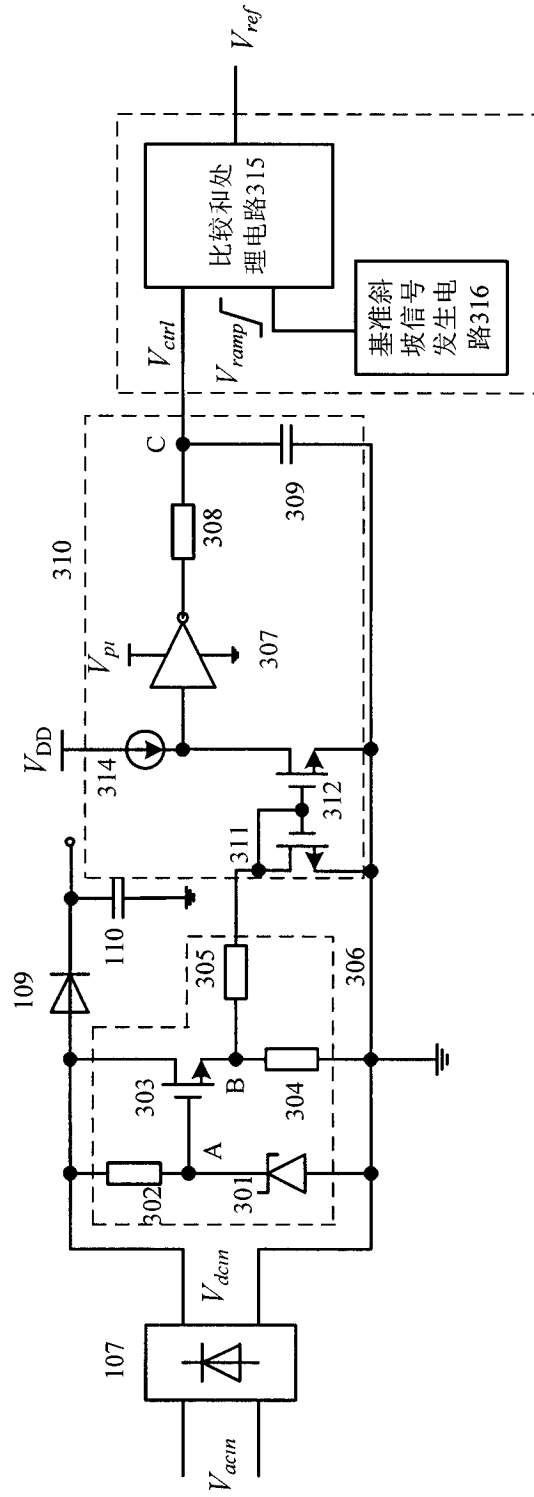 V_acin
107
V_dcin
109
110
302
A
301
303
B
304
305
306
V_DD
314
310
311
312
V_pi
307
308
C
309
V_ctrl
V_ramp
比较和处
理电路315
基准斜
坡信号
发生电
路316
V_ref